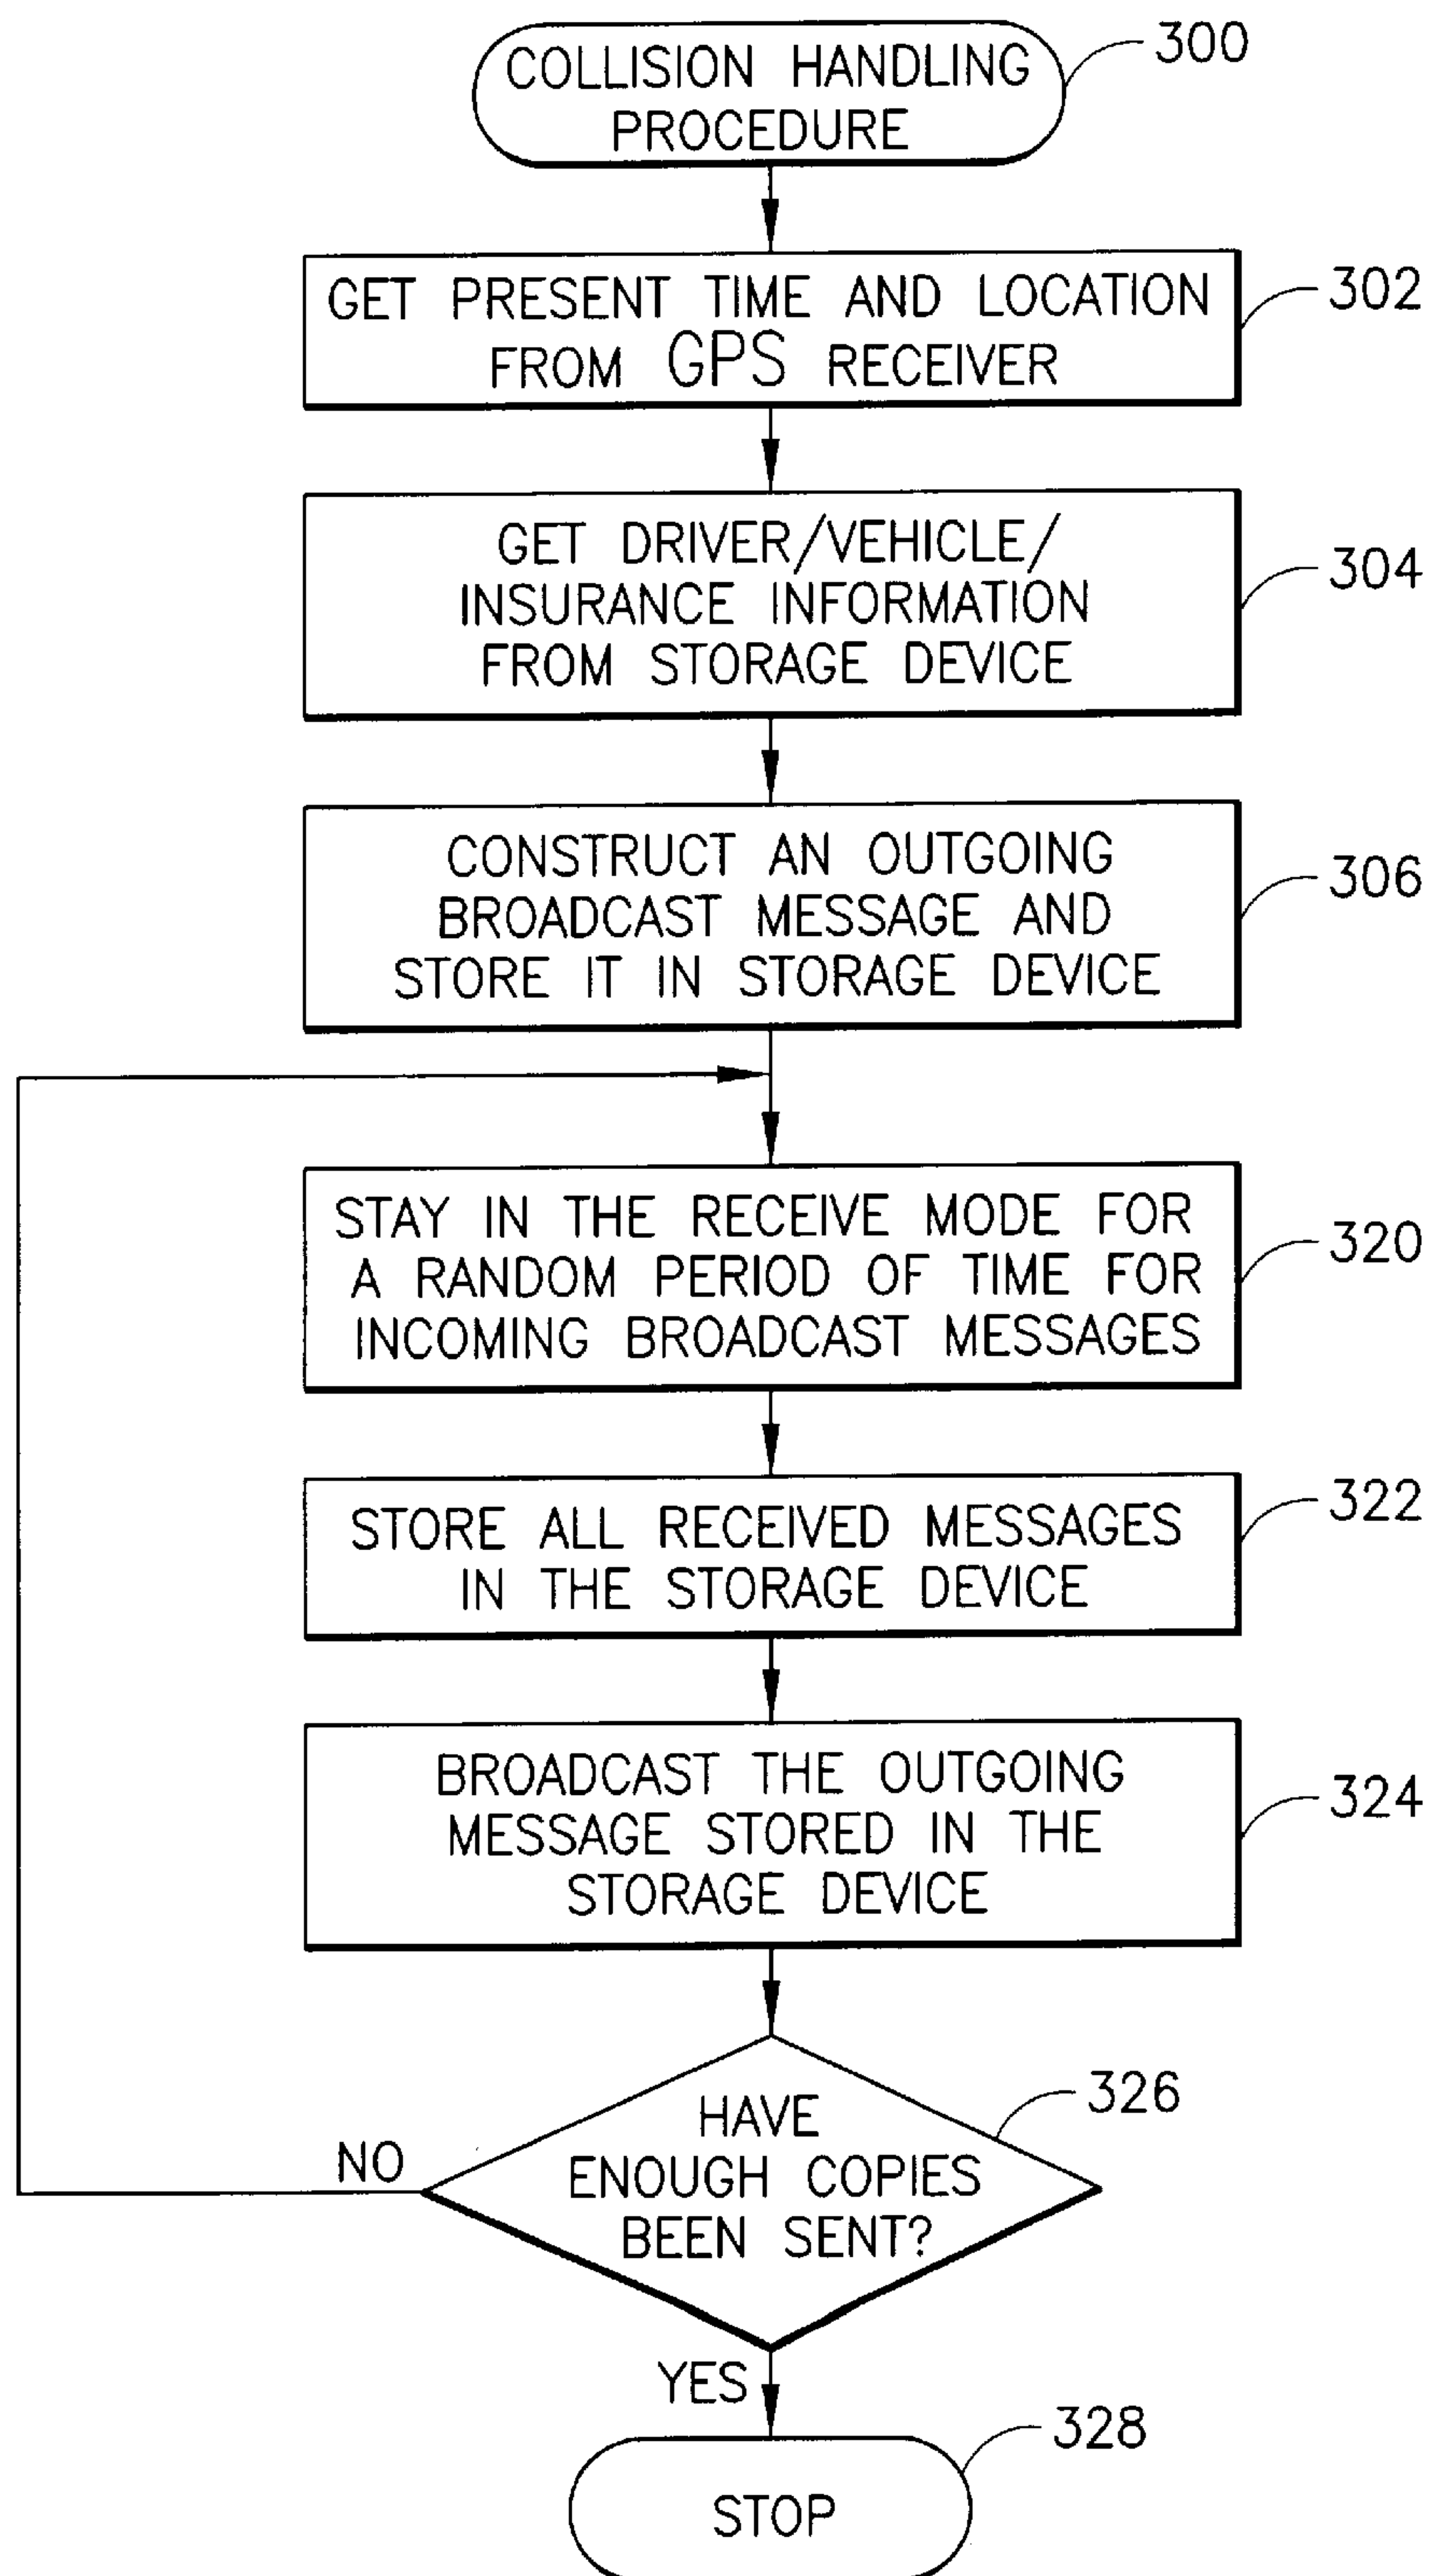 COLLISION HANDLING
PROCEDURE
300
GET PRESENT TIME AND LOCATION
FROM GPS RECEIVER
302
GET DRIVER/VEHICLE/
INSURANCE INFORMATION
FROM STORAGE DEVICE
304
CONSTRUCT AN OUTGOING
BROADCAST MESSAGE AND
STORE IT IN STORAGE DEVICE
306
STAY IN THE RECEIVE MODE FOR
A RANDOM PERIOD OF TIME FOR
INCOMING BROADCAST MESSAGES
320
STORE ALL RECEIVED MESSAGES
IN THE STORAGE DEVICE
322
BROADCAST THE OUTGOING
MESSAGE STORED IN THE
STORAGE DEVICE
324
HAVE
ENOUGH COPIES
BEEN SENT?
326
NO
YES
STOP
328